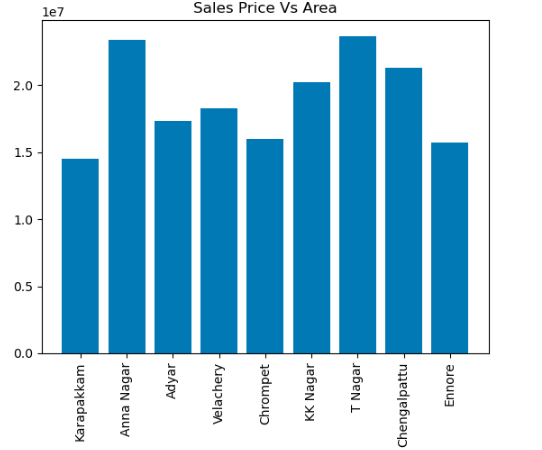 Sales Price Vs Area
1e7
2.0
1.5
1.0
0.5
0.0
Karapakkam
Anna Nagar
Adyar
Velachery
Chrompet
KK Nagar
T Nagar
Chengalpattu
Ennore